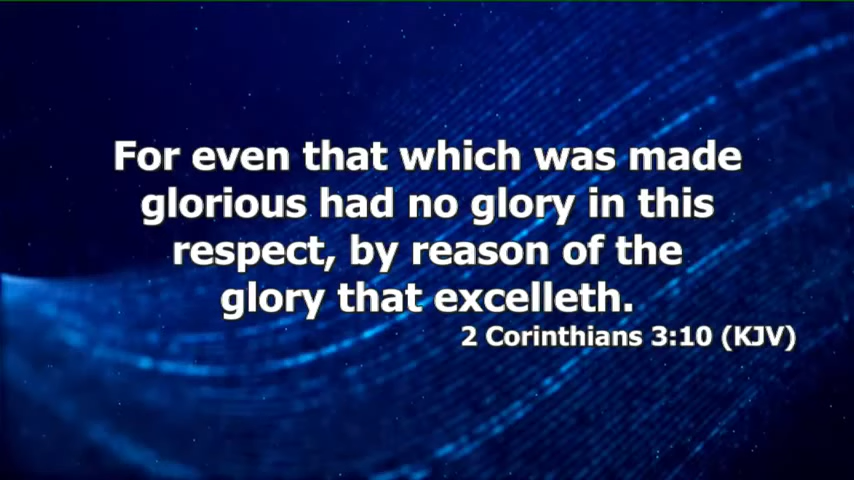 For even that which was made
glorious had no glory in this
respect, by reason of the
glory that excelleth.
2 Corinthians 3:10 (KJV)